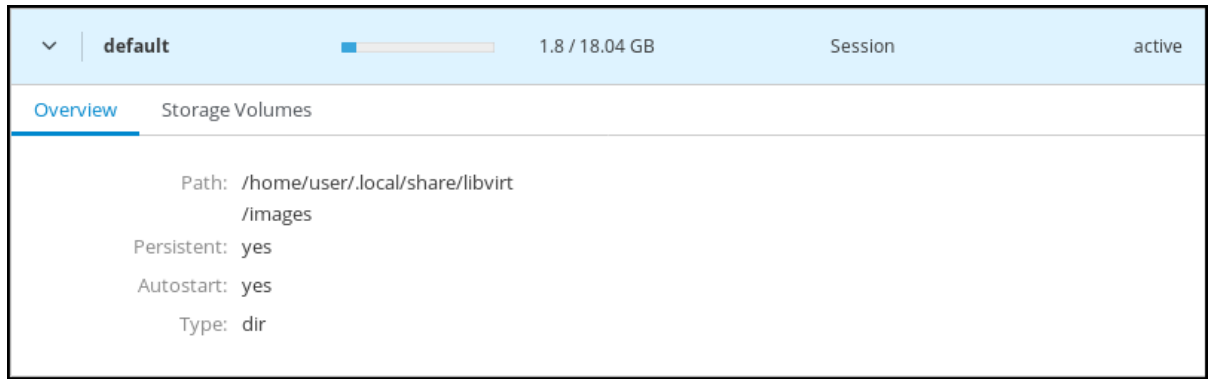 default 1.8 / 18.04 GB Session active
Overview Storage Volumes
Path: /home/user/.local/share/libvirt
/images
Persistent: yes
Autostart: yes
Type: dir